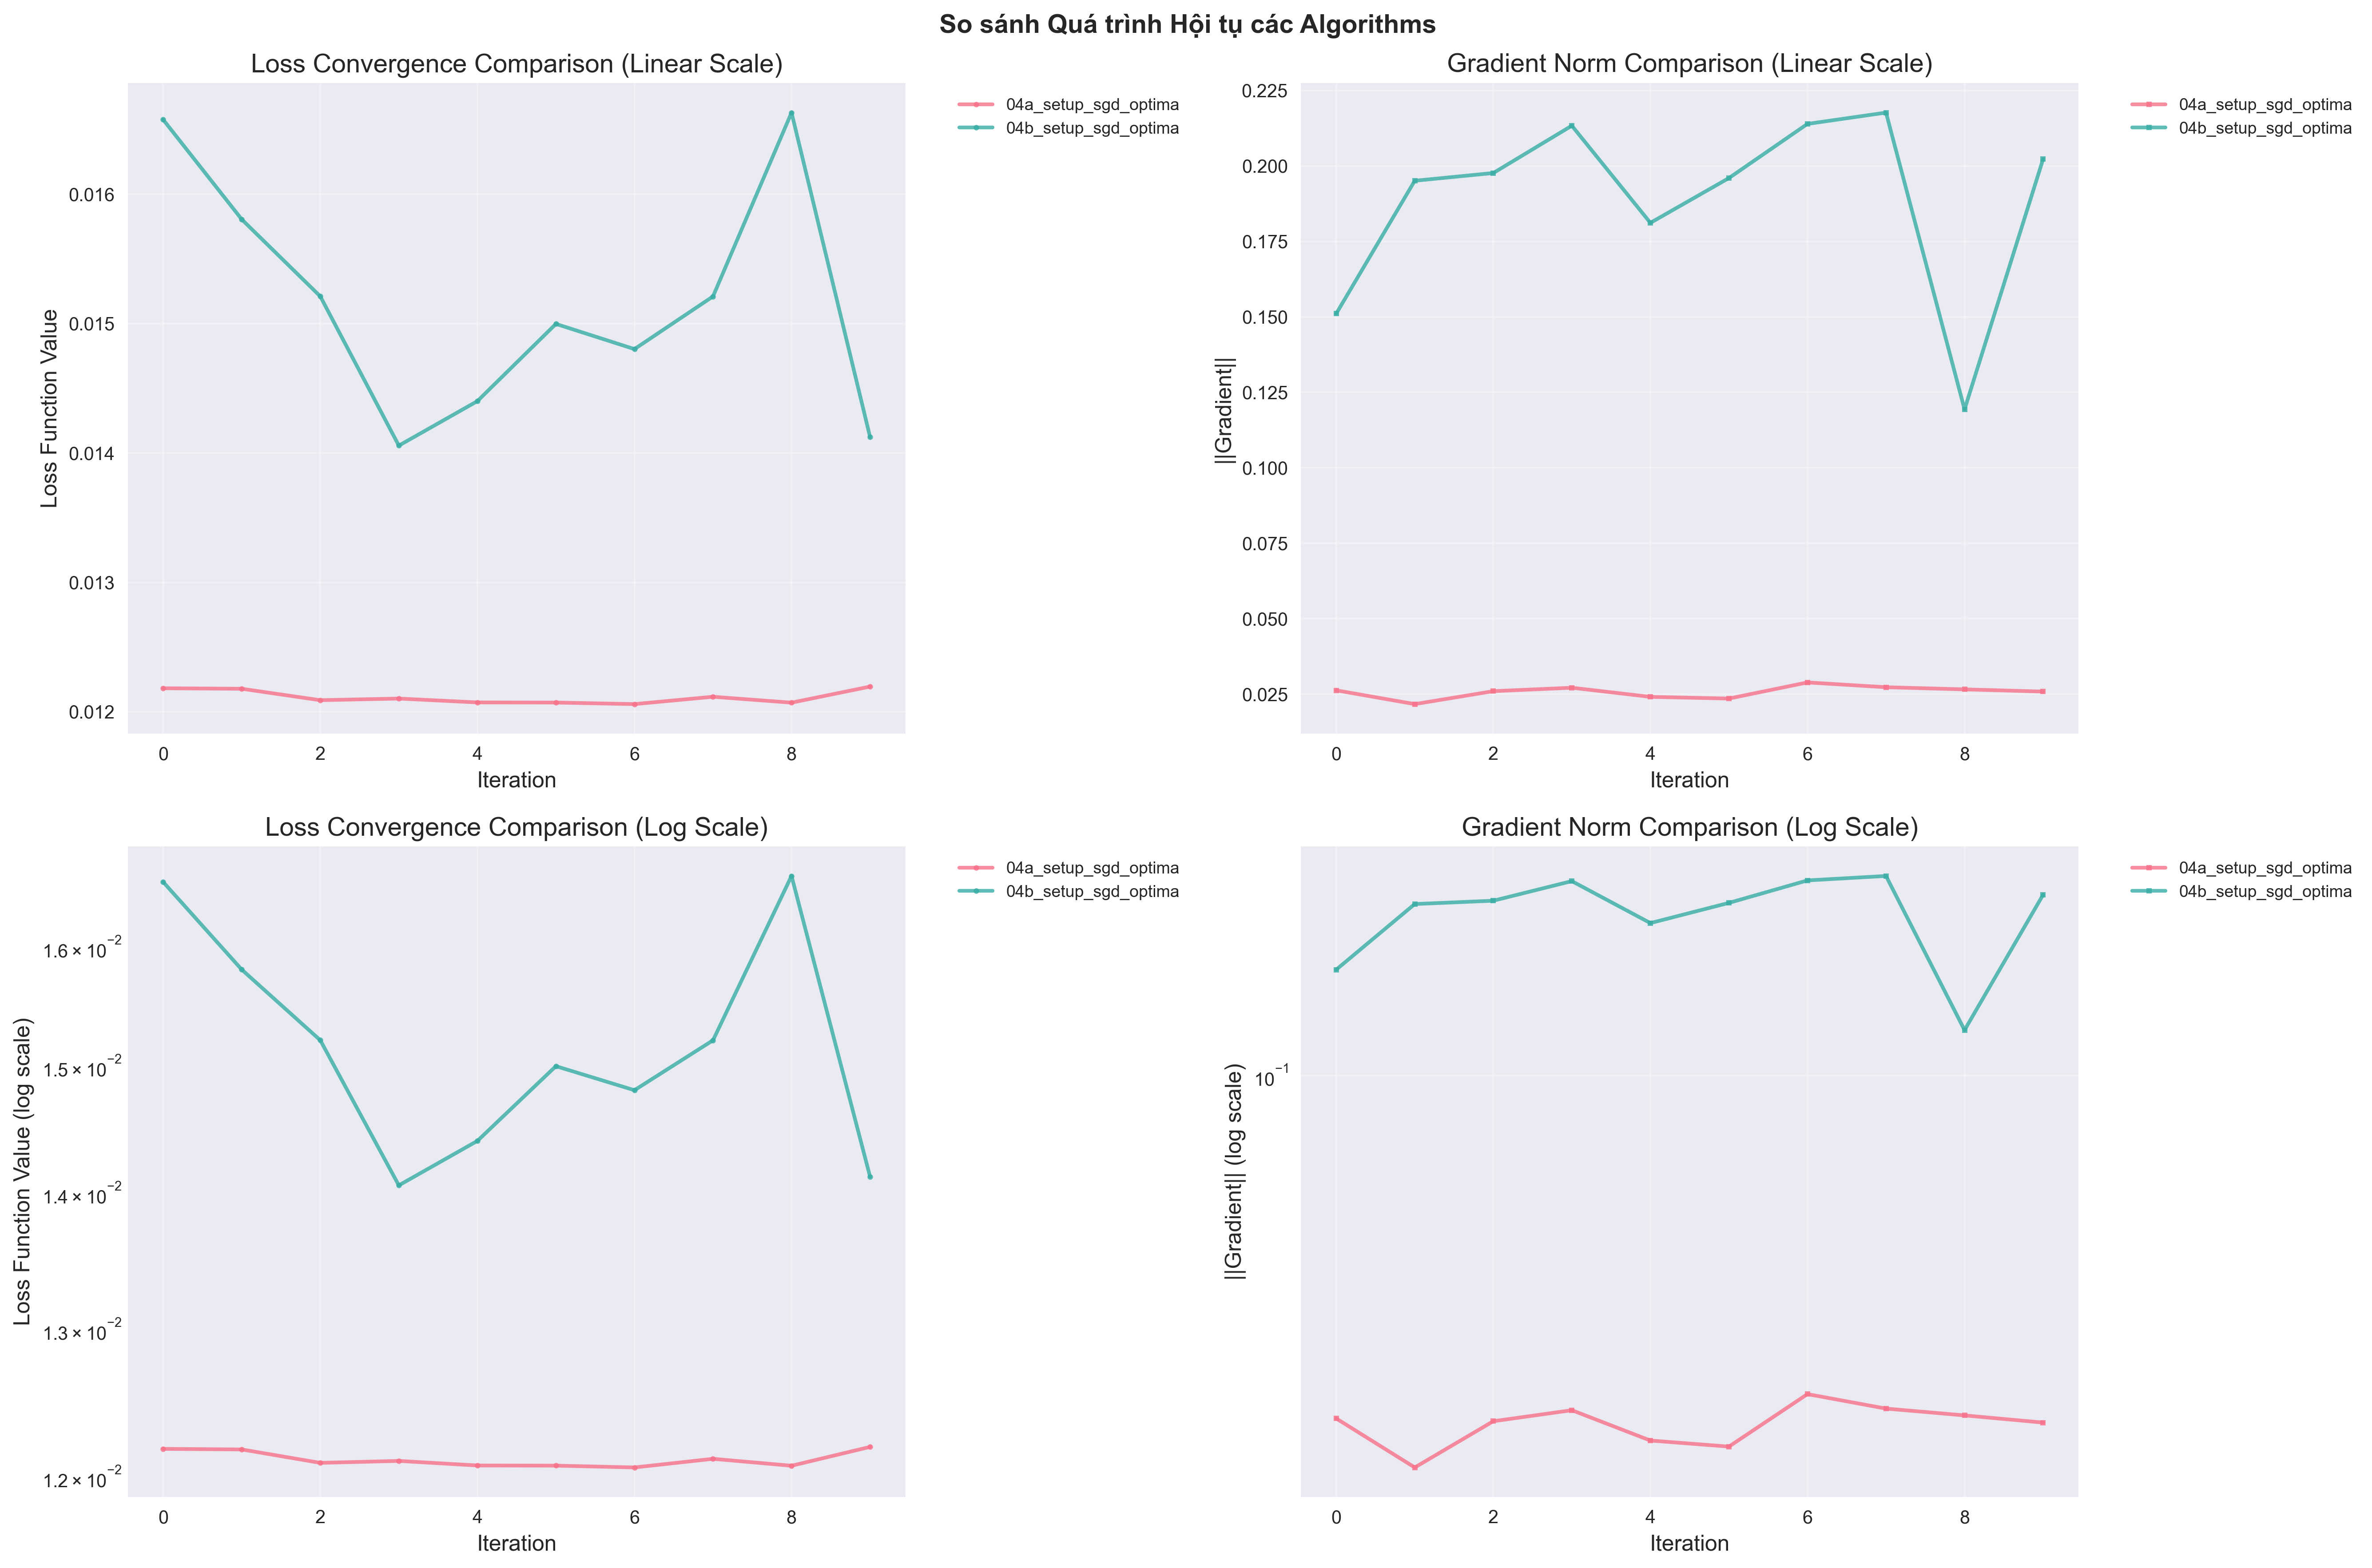 So sánh Quá trình Hội tụ các Algorithms
Loss Convergence Comparison (Linear Scale)
Loss Function Value
0.016
0.015
0.014
0.013
0.012
0 2 4 6 8
Iteration
04a_setup_sgd_optima
04b_setup_sgd_optima
Gradient Norm Comparison (Linear Scale)
||Gradient||
0.225
0.200
0.175
0.150
0.125
0.100
0.075
0.050
0.025
0 2 4 6 8
Iteration
04a_setup_sgd_optima
04b_setup_sgd_optima
Loss Convergence Comparison (Log Scale)
Loss Function Value (log scale)
1.6 × 10⁻²
1.5 × 10⁻²
1.4 × 10⁻²
1.3 × 10⁻²
1.2 × 10⁻²
0 2 4 6 8
Iteration
04a_setup_sgd_optima
04b_setup_sgd_optima
Gradient Norm Comparison (Log Scale)
||Gradient|| (log scale)
10⁻¹
0 2 4 6 8
Iteration
04a_setup_sgd_optima
04b_setup_sgd_optima